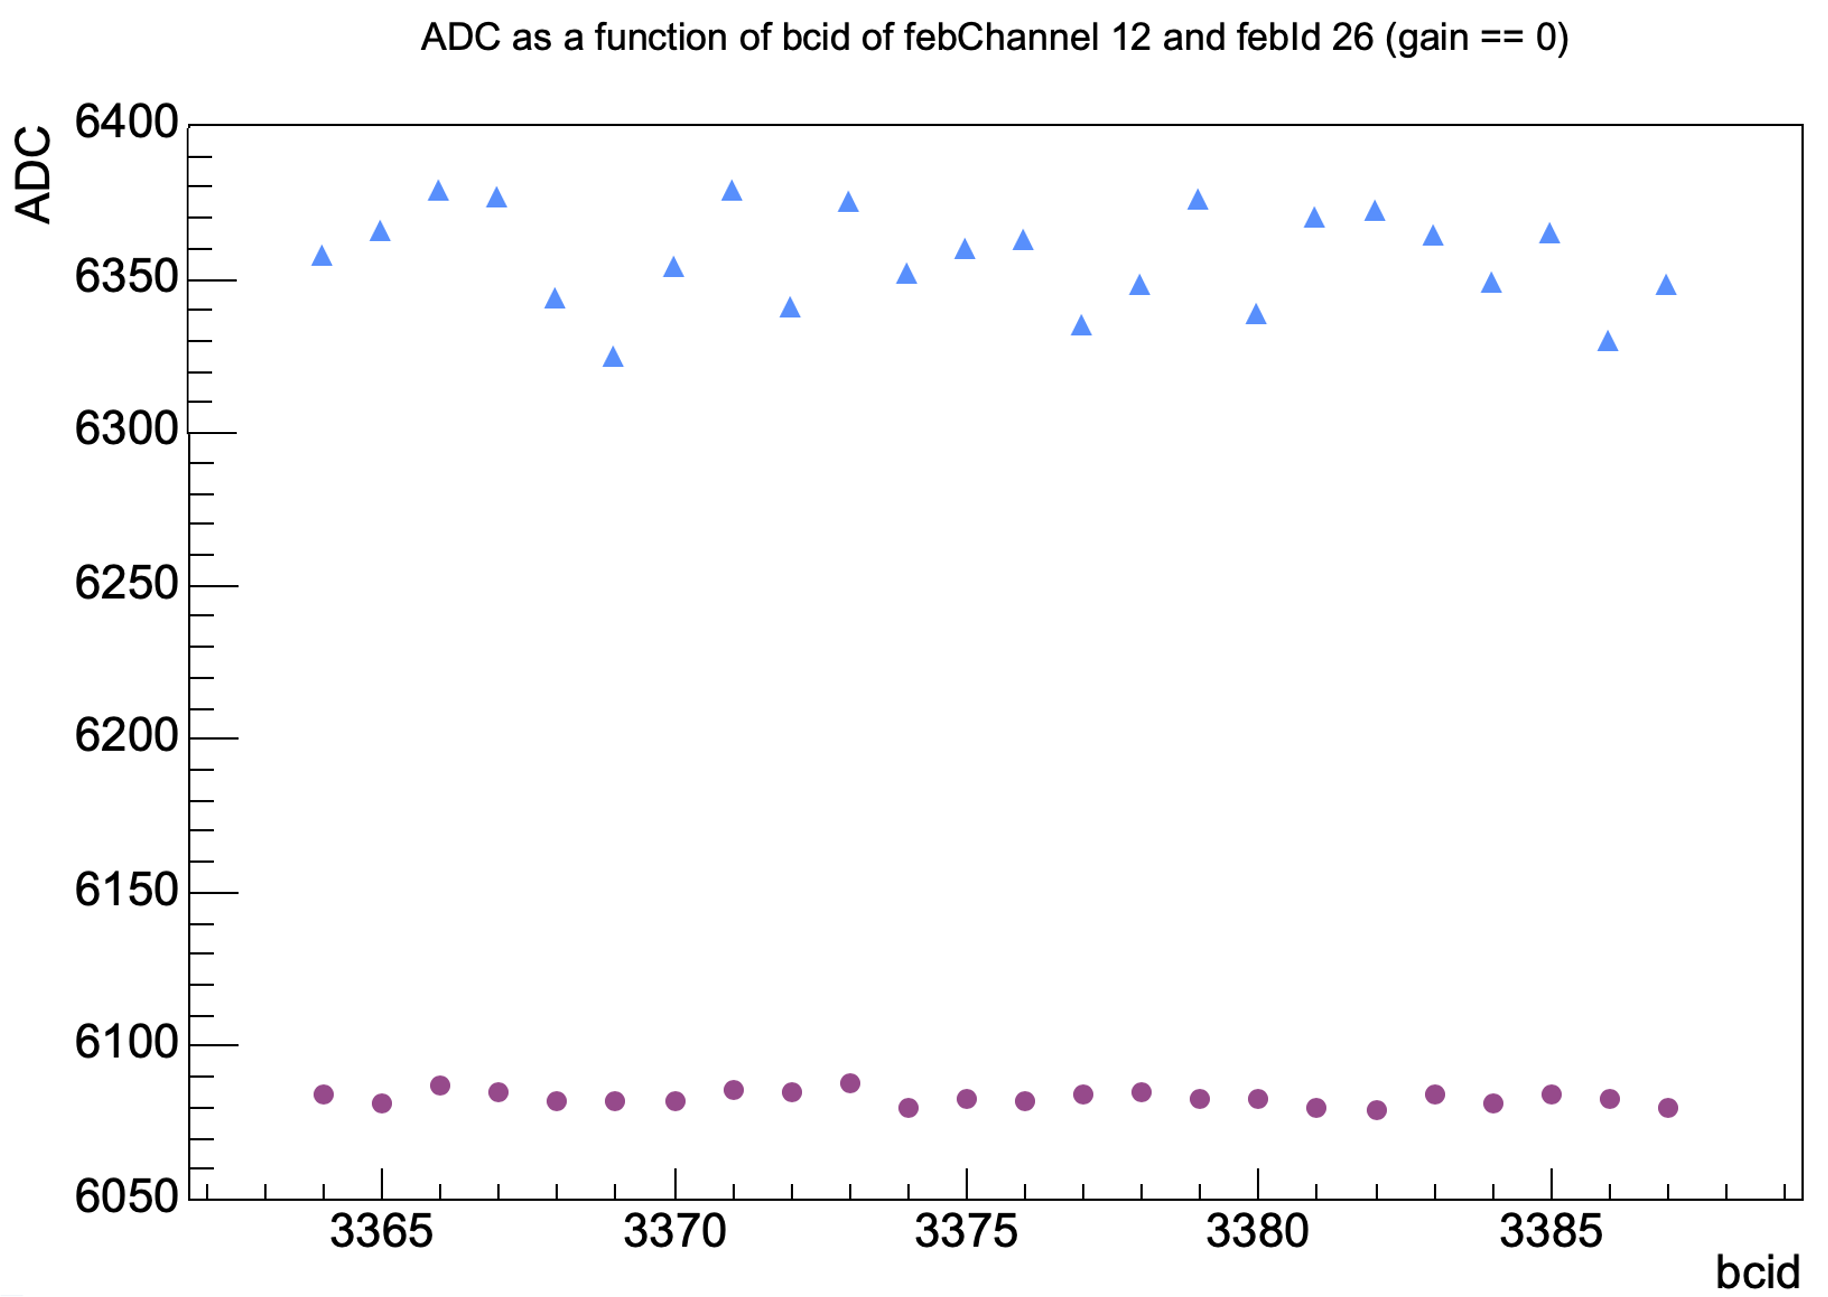 ADC as a function of bcid of febChannel 12 and febId 26 (gain == 0)
ADC
6400
6350
6300
6250
6200
6150
6100
6050
3365 3370 3375 3380 3385
bcid